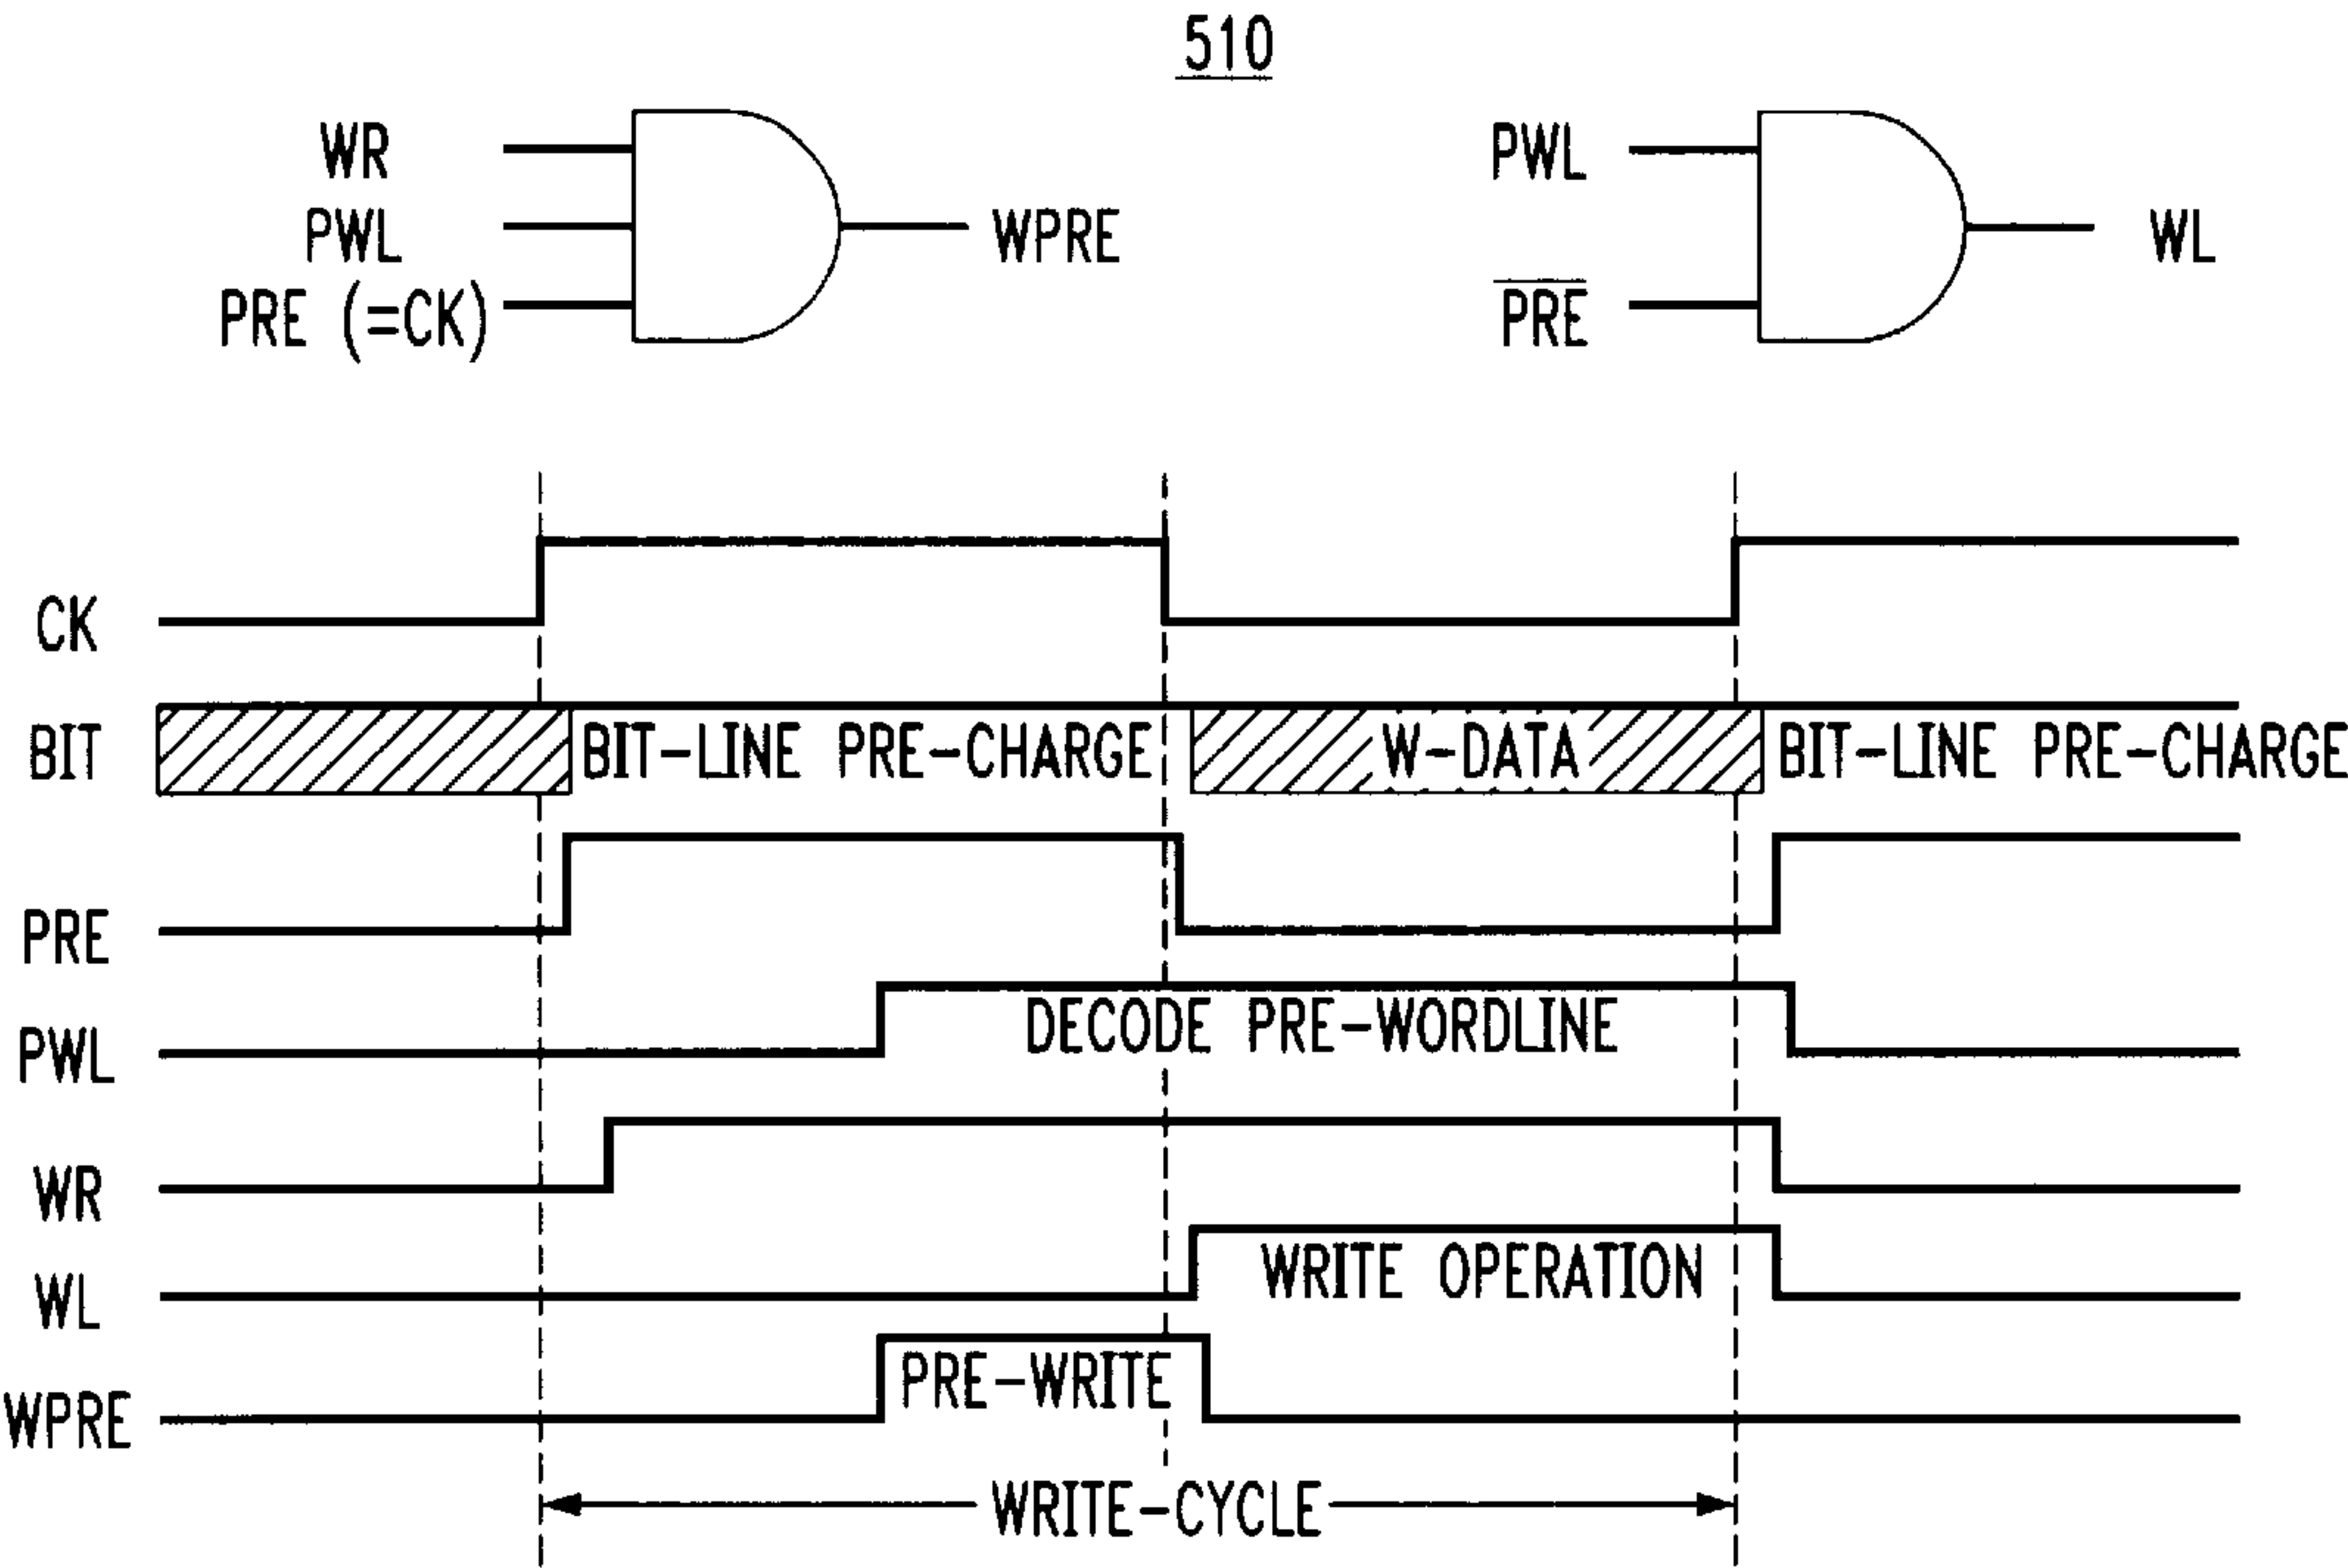 510
WR
PWL
PRE (=CK)
WPRE
PWL
P̅R̅E̅
WL
CK
BIT
BIT-LINE PRE-CHARGE
W-DATA
BIT-LINE PRE-CHARGE
PRE
PWL
DECODE PRE-WORDLINE
WR
WL
WRITE OPERATION
WPRE
PRE-WRITE
WRITE-CYCLE